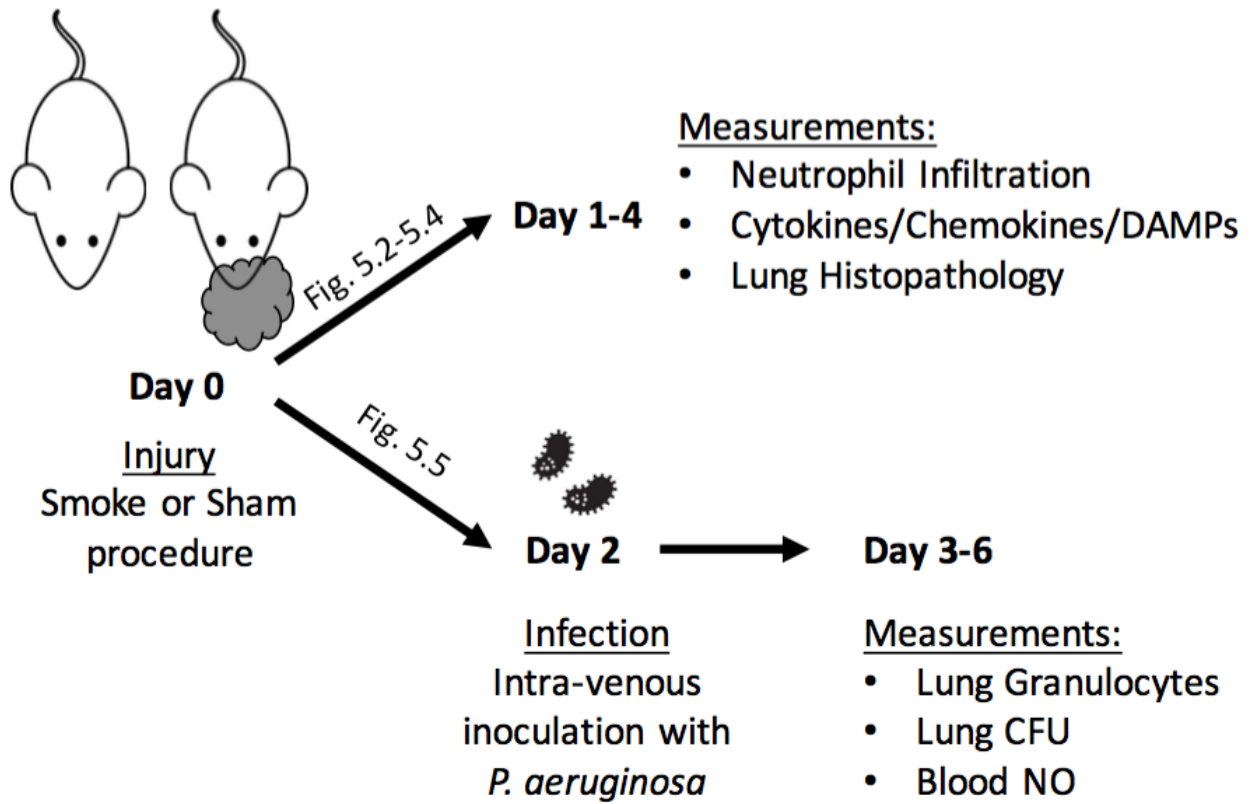 Measurements:
• Neutrophil Infiltration
• Cytokines/Chemokines/DAMPs
• Lung Histopathology
Day 1-4
Fig. 5.2-5.4
Day 0
Injury
Smoke or Sham
procedure
Fig. 5.5
Day 2
Infection
Intra-venous
inoculation with
P. aeruginosa
Day 3-6
Measurements:
• Lung Granulocytes
• Lung CFU
• Blood NO